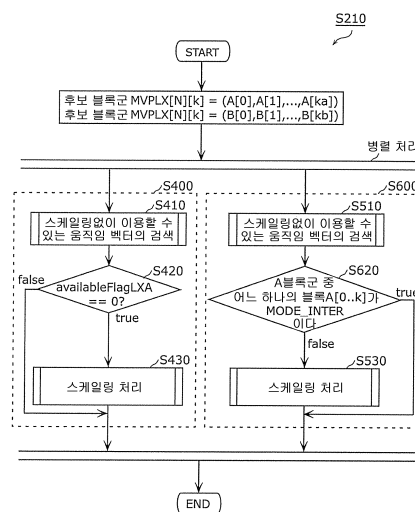 S210
START
후보 블록군 MVPLX[N][k] = (A[0],A[1],...,A[ka])
후보 블록군 MVPLX[N][k] = (B[0],B[1],...,B[kb])
병렬 처리
S400
S600
S410
스케일링없이 이용할 수
있는 움직임 벡터의 검색
S510
스케일링없이 이용할 수
있는 움직임 벡터의 검색
S420
false
availableFlagLXA
== 0?
true
S620
A블록군 중
어느 하나의 블록A[0..k]가
MODE_INTER
이다
true
false
S430
스케일링 처리
S530
스케일링 처리
END